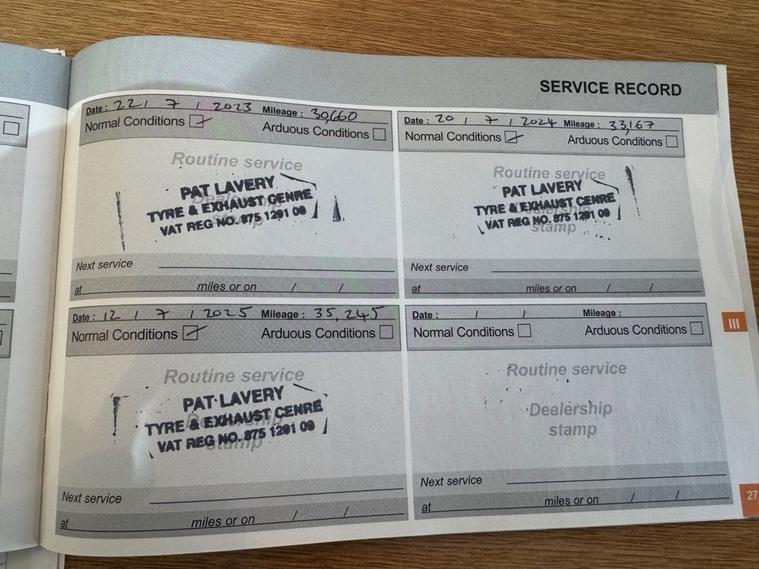 SERVICE RECORD
Date : 22 / 7 / 2023 Mileage : 30,660
Normal Conditions Arduous Conditions
Routine service
PAT LAVERY
TYRE & EXHAUST CENRE
VAT REG NO. 875 1291 09
Next service
at miles or on / /
Date : 20 / 7 / 2024 Mileage : 33,167
Normal Conditions Arduous Conditions
Routine service
PAT LAVERY
TYRE & EXHAUST CENRE
VAT REG NO. 875 1291 09
stamp
Next service
at miles or on / /
Date : 12 / 7 / 2025 Mileage : 35,245
Normal Conditions Arduous Conditions
Routine service
PAT LAVERY
TYRE & EXHAUST CENRE
VAT REG NO. 875 1291 09
Next service
at miles or on / /
Date : / / Mileage :
Normal Conditions Arduous Conditions
Routine service
Dealership
stamp
Next service
at miles or on / /
III
27